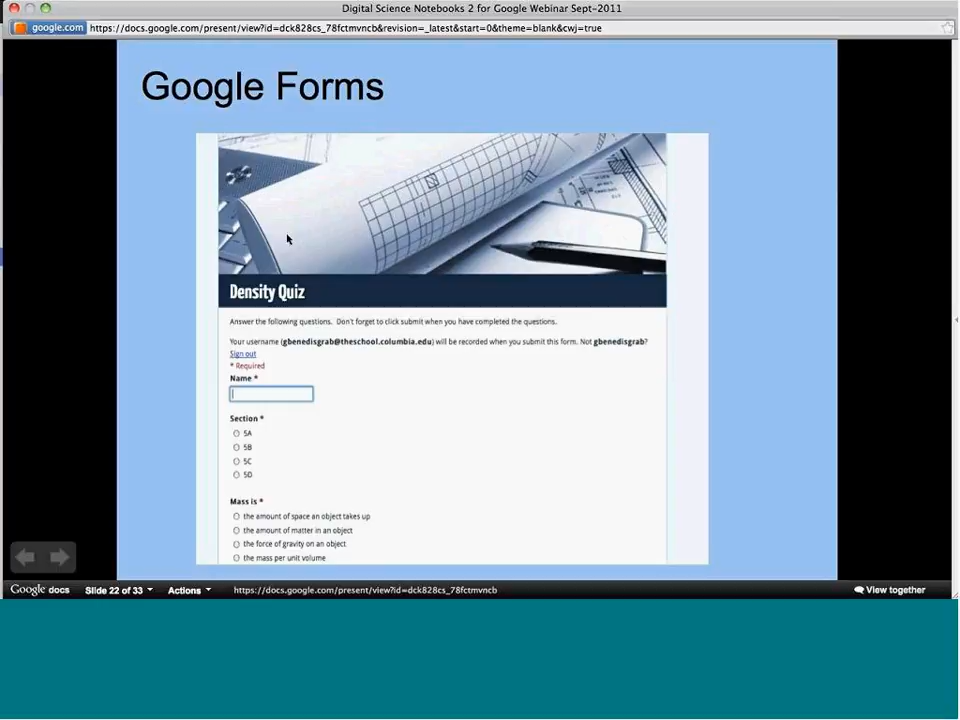 Digital Science Notebooks 2 for Google Webinar Sept-2011
google.com https://docs.google.com/present/view?id=dck828cs_78fctmvncb&revision=_latest&start=0&theme=blank&cwj=true
Google Forms
Density Quiz
Answer the following questions. Don't forget to click submit when you have completed the questions.
Your username (gbenedisgrab@theschool.columbia.edu) will be recorded when you submit this form. Not gbenedisgrab?
Sign out
* Required
Name *
Section *
5A
5B
5C
5D
Mass is *
the amount of space an object takes up
the amount of matter in an object
the force of gravity on an object
the mass per unit volume
Google docs Slide 22 of 33 Actions https://docs.google.com/present/view?id=dck828cs_78fctmvncb View together